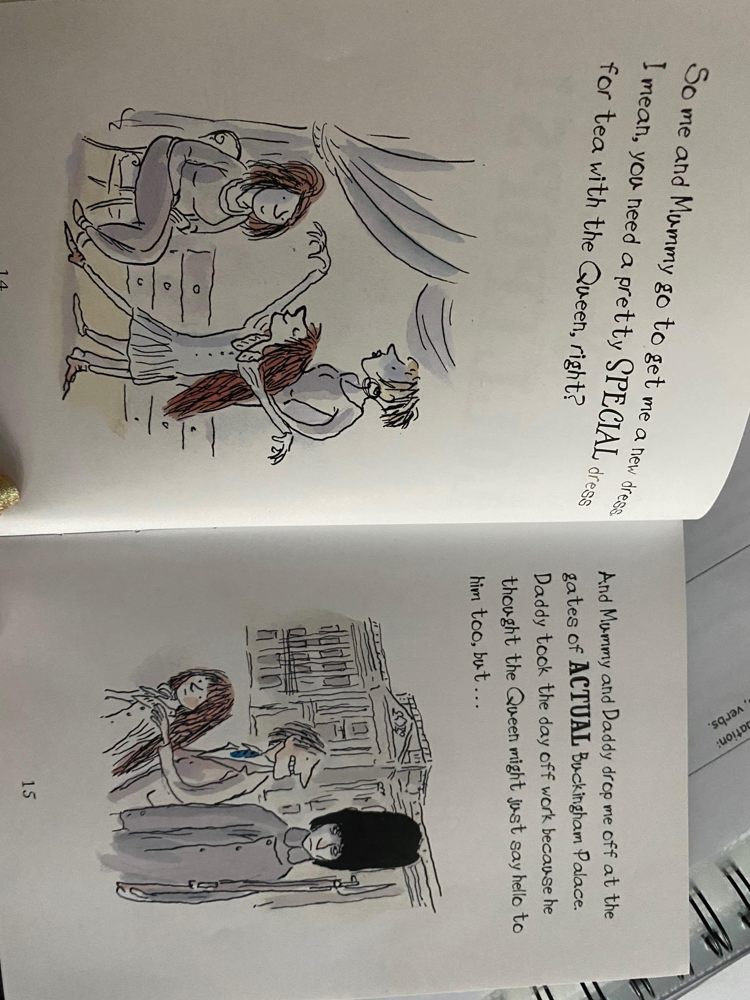 So me and Mummy go to get me a new dress.
I mean, you need a pretty SPECIAL dress
for tea with the Queen, right?
14
And Mummy and Daddy drop me off at the
gates of ACTUAL Buckingham Palace.
Daddy took the day off work because he
thought the Queen might just say hello to
him too, but ...
15
verbs.